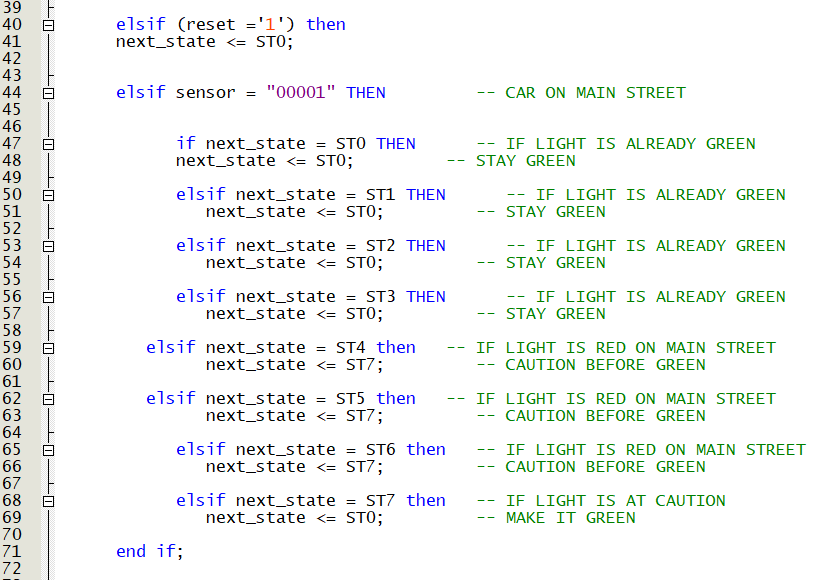 39
40 elsif (reset ='1') then
41 next_state <= ST0;
42
43
44 elsif sensor = "00001" THEN -- CAR ON MAIN STREET
45
46
47 if next_state = ST0 THEN -- IF LIGHT IS ALREADY GREEN
48 next_state <= ST0; -- STAY GREEN
49
50 elsif next_state = ST1 THEN -- IF LIGHT IS ALREADY GREEN
51 next_state <= ST0; -- STAY GREEN
52
53 elsif next_state = ST2 THEN -- IF LIGHT IS ALREADY GREEN
54 next_state <= ST0; -- STAY GREEN
55
56 elsif next_state = ST3 THEN -- IF LIGHT IS ALREADY GREEN
57 next_state <= ST0; -- STAY GREEN
58
59 elsif next_state = ST4 then -- IF LIGHT IS RED ON MAIN STREET
60 next_state <= ST7; -- CAUTION BEFORE GREEN
61
62 elsif next_state = ST5 then -- IF LIGHT IS RED ON MAIN STREET
63 next_state <= ST7; -- CAUTION BEFORE GREEN
64
65 elsif next_state = ST6 then -- IF LIGHT IS RED ON MAIN STREET
66 next_state <= ST7; -- CAUTION BEFORE GREEN
67
68 elsif next_state = ST7 then -- IF LIGHT IS AT CAUTION
69 next_state <= ST0; -- MAKE IT GREEN
70
71 end if;
72